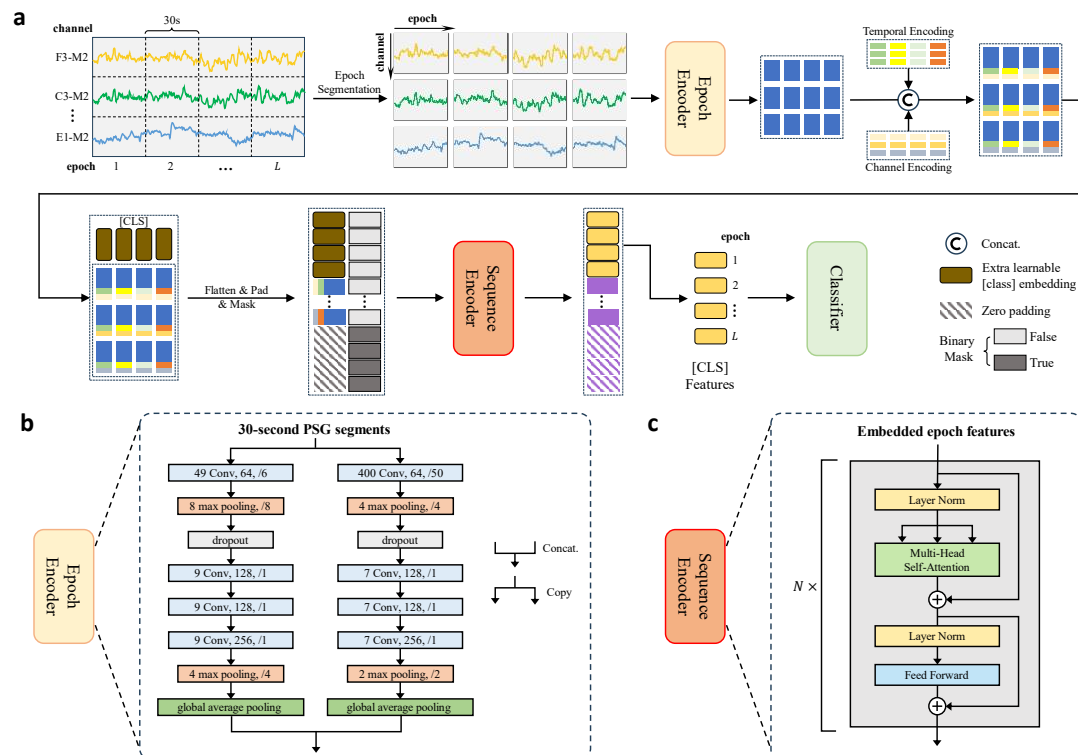 a
channel
30s
F3-M2
C3-M2
⋮
E1-M2
epoch 1 2 ... L
Epoch
Segmentation
epoch
channel
Epoch
Encoder
Temporal Encoding
C
Channel Encoding
[CLS]
Flatten & Pad
& Mask
Sequence
Encoder
epoch
1
2
⋮
L
[CLS]
Features
Classifier
C Concat.
Extra learnable
[class] embedding
Zero padding
Binary
Mask
False
True
b
30-second PSG segments
Epoch
Encoder
49 Conv, 64, /6
8 max pooling, /8
dropout
9 Conv, 128, /1
9 Conv, 128, /1
9 Conv, 256, /1
4 max pooling, /4
global average pooling
400 Conv, 64, /50
4 max pooling, /4
dropout
7 Conv, 128, /1
7 Conv, 128, /1
7 Conv, 256, /1
2 max pooling, /2
global average pooling
Concat.
Copy
c
Embedded epoch features
Sequence
Encoder
N ×
Layer Norm
Multi-Head
Self-Attention
+
Layer Norm
Feed Forward
+